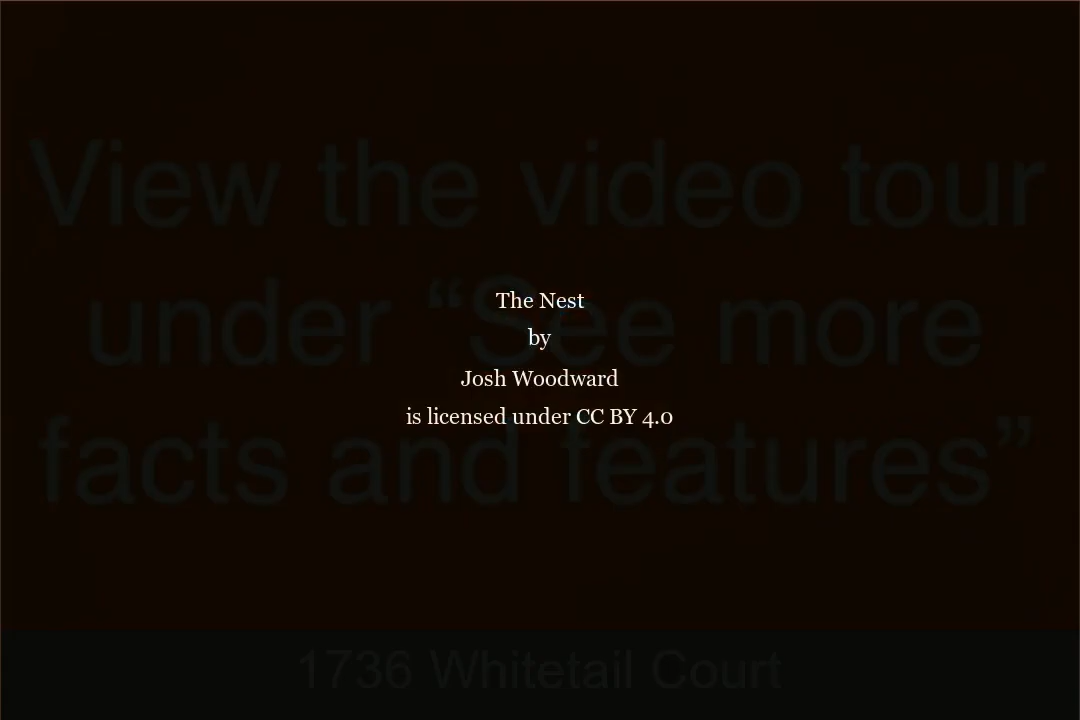 View the video tour
under “See more
facts and features”
The Nest
by
Josh Woodward
is licensed under CC BY 4.0
1736 Whitetail Court